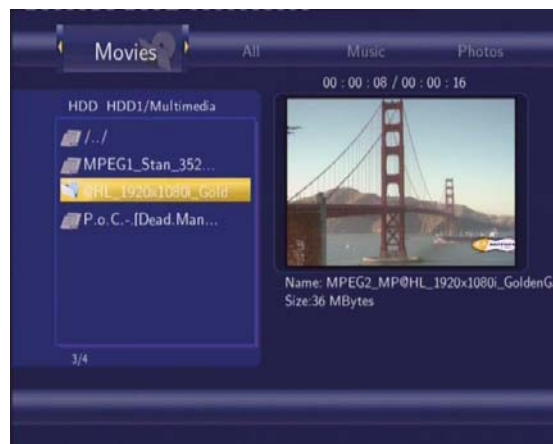 Movies
All
Music
Photos
00 : 00 : 08 / 00 : 00 : 16
HDD HDD1/Multimedia
/../
MPEG1_Stan_352...
@HL_1920x1080i_Gold
P.o.C.-.[Dead.Man...
Name: MPEG2_MP@HL_1920x1080i_GoldenG
Size:36 MBytes
3/4